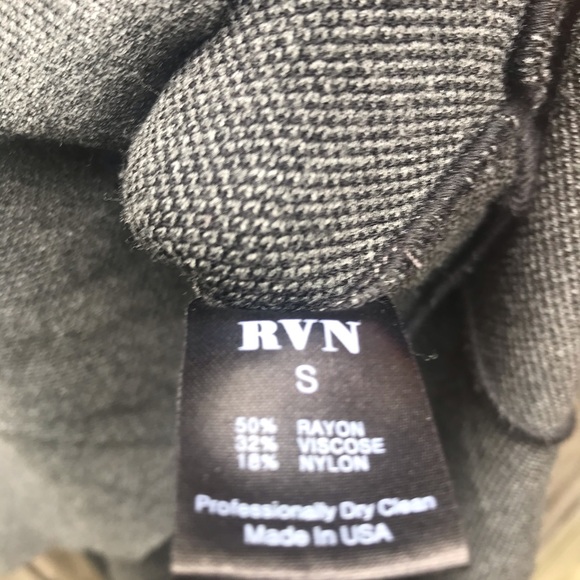 RVN
S
50% RAYON
32% VISCOSE
18% NYLON
Professionally Dry Clean
Made In USA